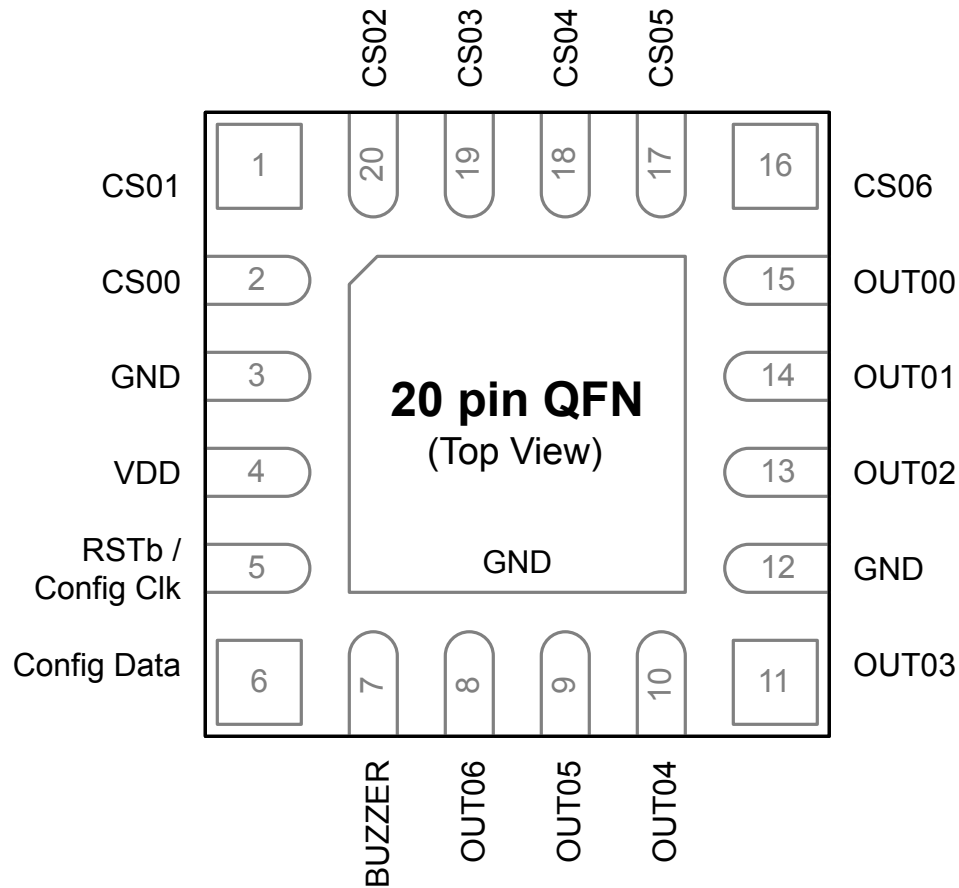 CS02
CS03
CS04
CS05
1
20
19
18
17
16
CS01
CS06
CS00
2
15
OUT00
GND
3
14
OUT01
20 pin QFN
(Top View)
VDD
4
13
OUT02
RSTb /
Config Clk
5
GND
12
GND
Config Data
6
7
8
9
10
11
OUT03
BUZZER
OUT06
OUT05
OUT04